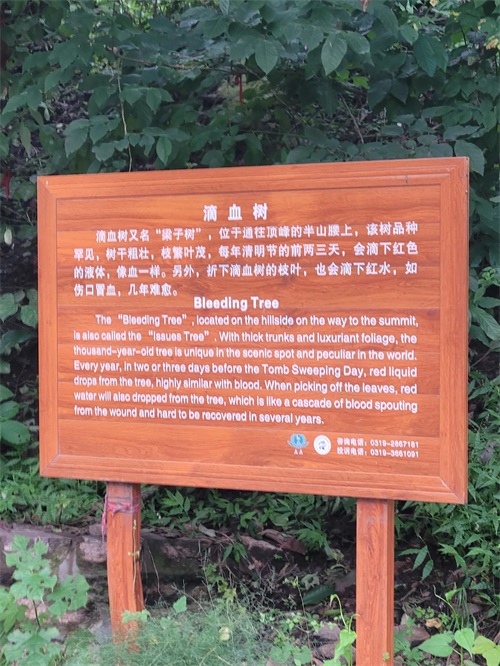 滴血树
滴血树又名“梁子树”，位于通往顶峰的半山腰上，该树品种
罕见，树干粗壮，枝繁叶茂，每年清明节的前两三天，会滴下红色
的液体，像血一样。另外，折下滴血树的枝叶，也会滴下红水，如
伤口冒血，几年难愈。
Bleeding Tree
The “Bleeding Tree”, located on the hillside on the way to the summit,
is also called the “Issues Tree”. With thick trunks and luxuriant foliage, the
thousand-year-old tree is unique in the scenic spot and peculiar in the world.
Every year, in two or three days before the Tomb Sweeping Day, red liquid
drops from the tree, highly similar with blood. When picking off the leaves, red
water will also dropped from the tree, which is like a cascade of blood spouting
from the wound and hard to be recovered in several years.
咨询电话：0319-2967181
投诉电话：0319-3661091